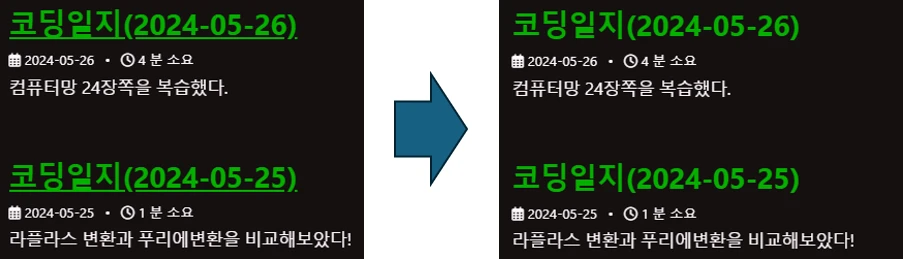 코딩일지(2024-05-26)
2024-05-26 • 4 분 소요
컴퓨터망 24장쪽을 복습했다.
코딩일지(2024-05-25)
2024-05-25 • 1 분 소요
라플라스 변환과 푸리에변환을 비교해보았다!
코딩일지(2024-05-26)
2024-05-26 • 4 분 소요
컴퓨터망 24장쪽을 복습했다.
코딩일지(2024-05-25)
2024-05-25 • 1 분 소요
라플라스 변환과 푸리에변환을 비교해보았다!